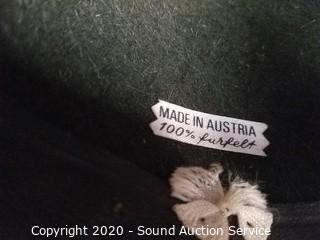 MADE IN AUSTRIA
100% furfelt
Copyright 2020 - Sound Auction Service